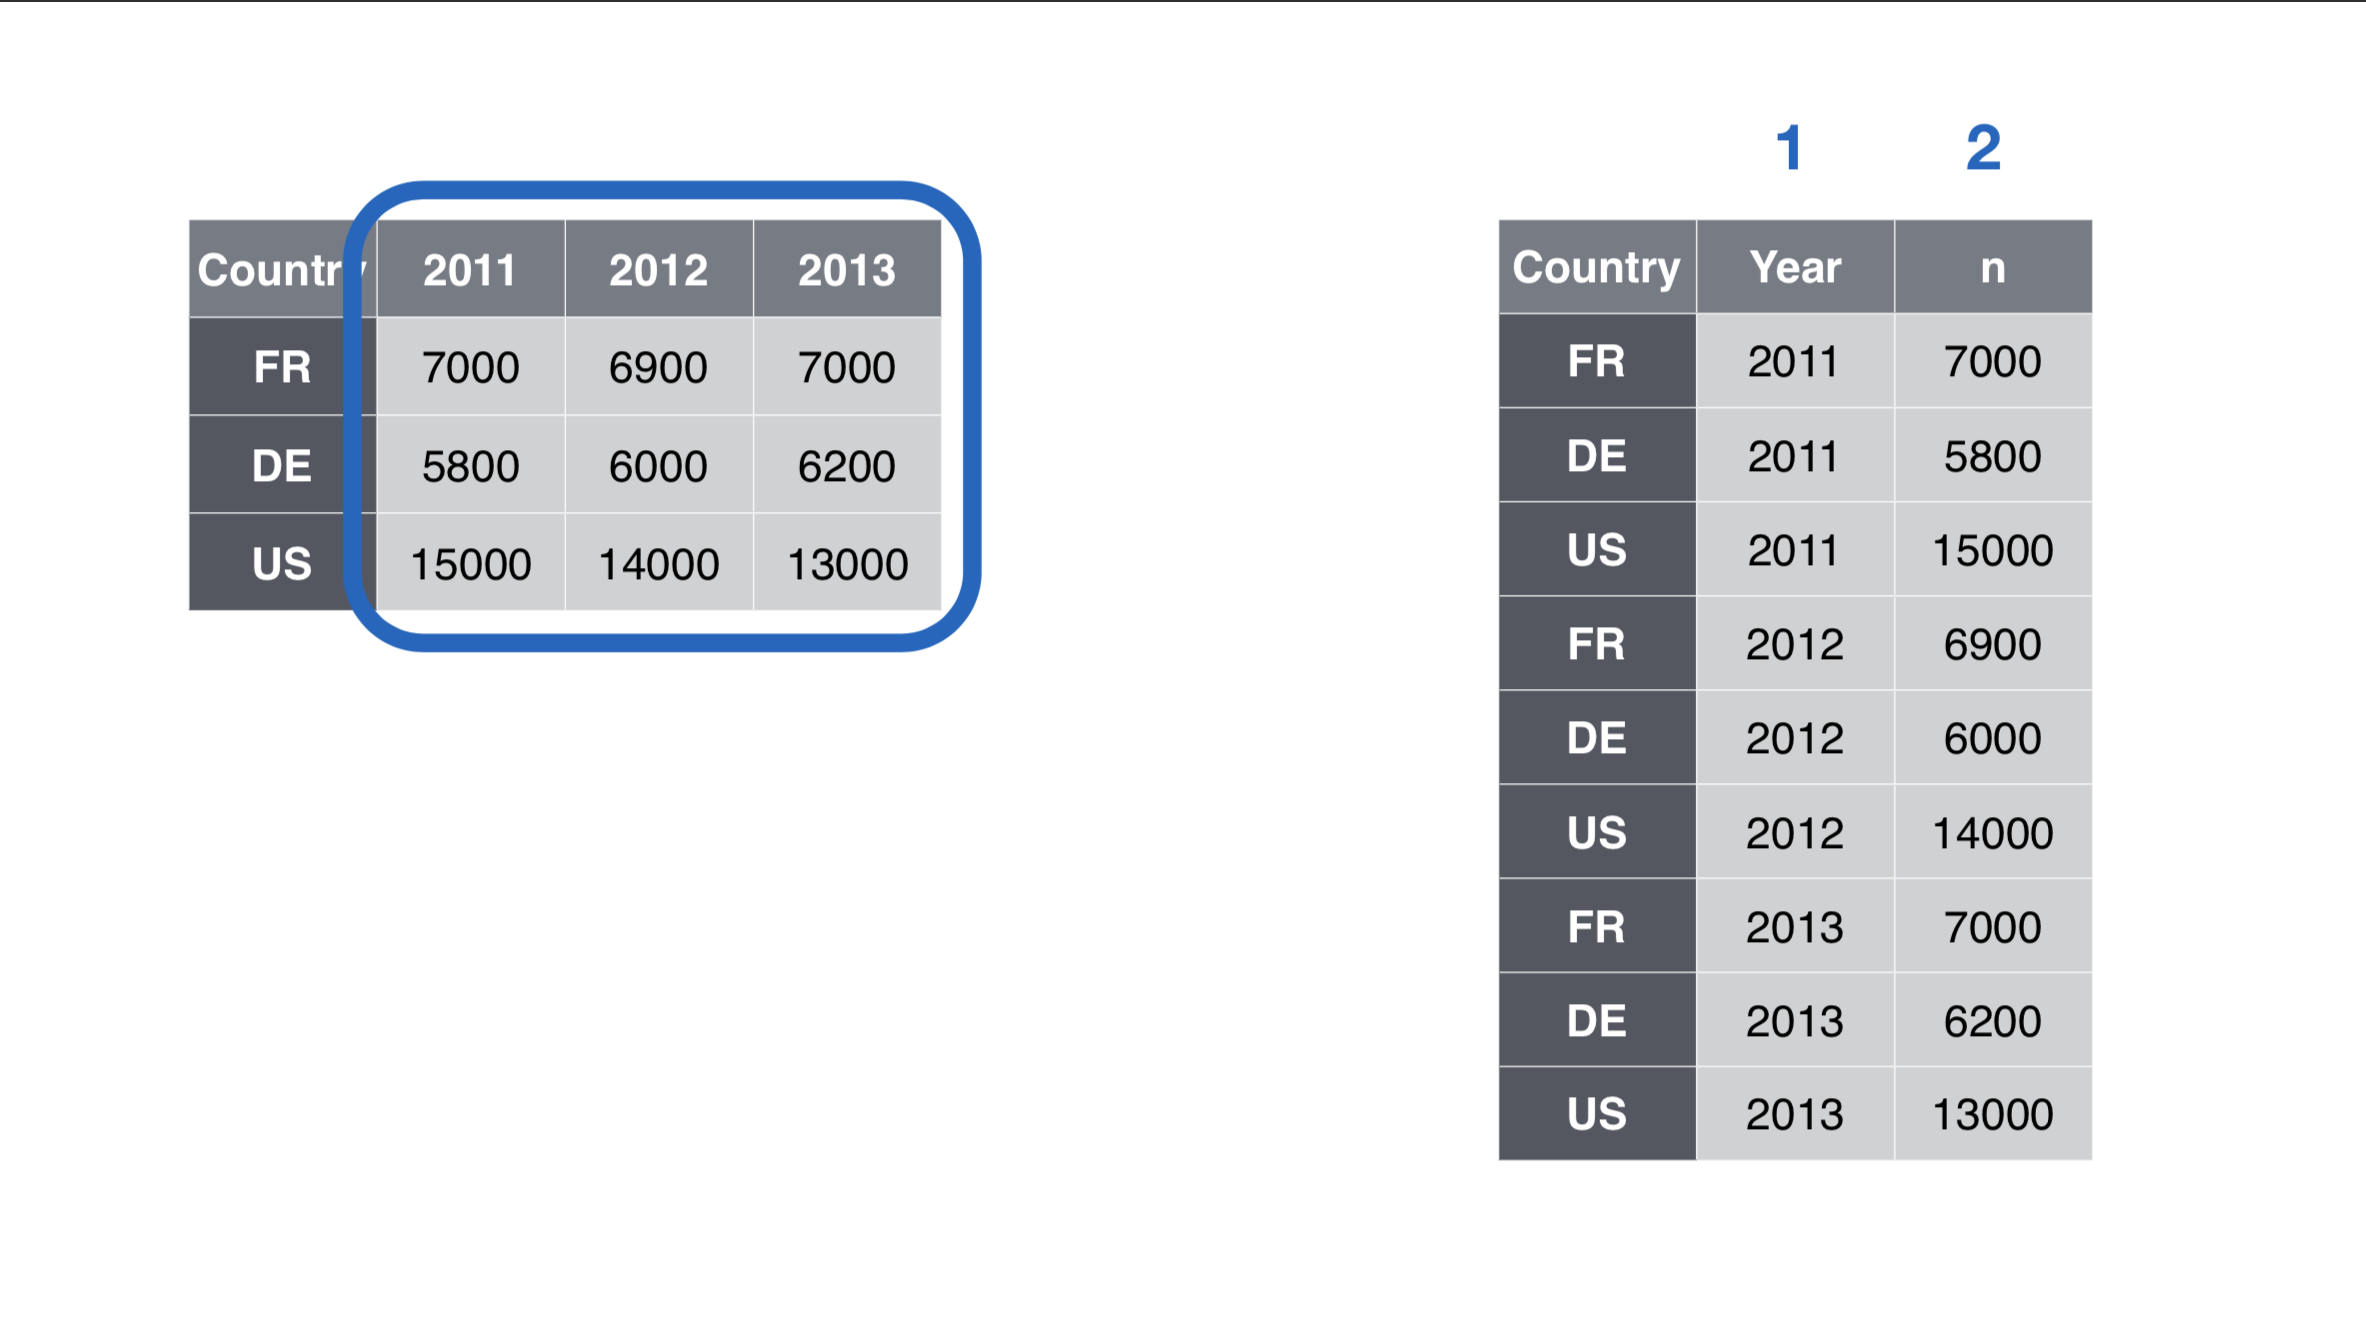 Country 2011 2012 2013
FR 7000 6900 7000
DE 5800 6000 6200
US 15000 14000 13000
1 2
Country Year n
FR 2011 7000
DE 2011 5800
US 2011 15000
FR 2012 6900
DE 2012 6000
US 2012 14000
FR 2013 7000
DE 2013 6200
US 2013 13000